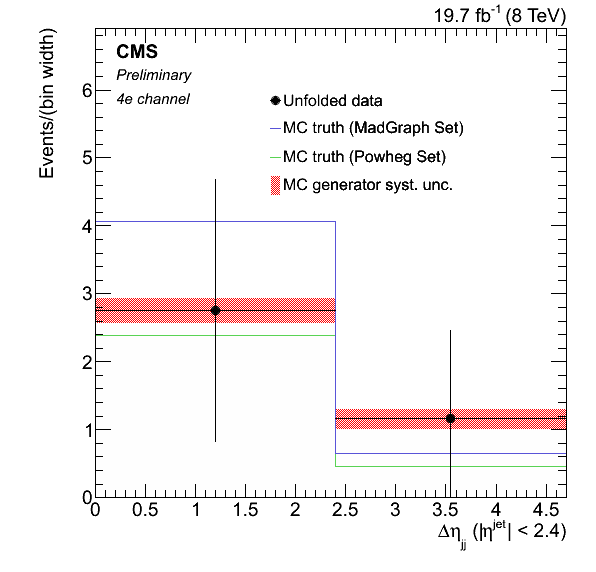 19.7 fb⁻¹ (8 TeV)
CMS
Preliminary
4e channel
Unfolded data
MC truth (MadGraph Set)
MC truth (Powheg Set)
MC generator syst. unc.
Events/(bin width)
6
5
4
3
2
1
0
0 0.5 1 1.5 2 2.5 3 3.5 4 4.5
Δηjj (|ηjet| < 2.4)